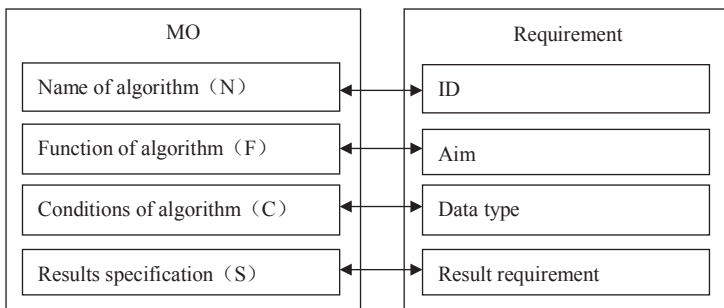 MO
Name of algorithm（N）
Function of algorithm（F）
Conditions of algorithm（C）
Results specification（S）
Requirement
ID
Aim
Data type
Result requirement